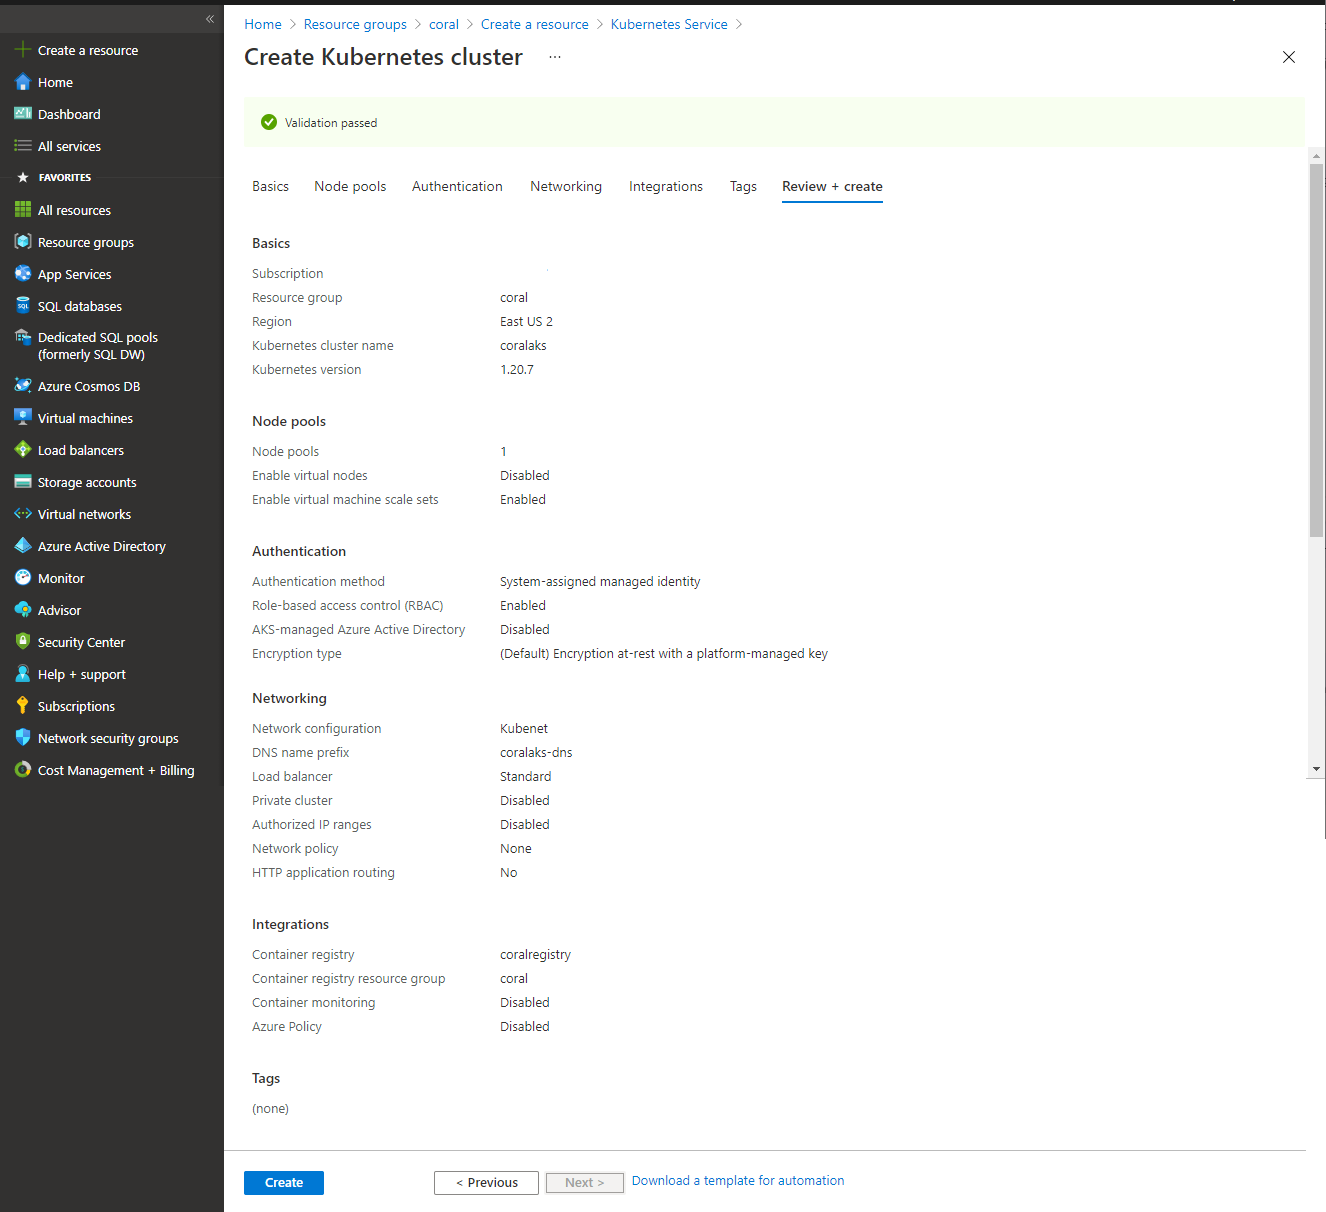 «
Create a resource
Home
Dashboard
All services
FAVORITES
All resources
Resource groups
App Services
SQL databases
Dedicated SQL pools
(formerly SQL DW)
Azure Cosmos DB
Virtual machines
Load balancers
Storage accounts
Virtual networks
Azure Active Directory
Monitor
Advisor
Security Center
Help + support
Subscriptions
Network security groups
Cost Management + Billing
Home > Resource groups > coral > Create a resource > Kubernetes Service >
Create Kubernetes cluster ...
Validation passed
Basics Node pools Authentication Networking Integrations Tags Review + create
Basics
Subscription
Resource group coral
Region East US 2
Kubernetes cluster name coralaks
Kubernetes version 1.20.7
Node pools
Node pools 1
Enable virtual nodes Disabled
Enable virtual machine scale sets Enabled
Authentication
Authentication method System-assigned managed identity
Role-based access control (RBAC) Enabled
AKS-managed Azure Active Directory Disabled
Encryption type (Default) Encryption at-rest with a platform-managed key
Networking
Network configuration Kubenet
DNS name prefix coralaks-dns
Load balancer Standard
Private cluster Disabled
Authorized IP ranges Disabled
Network policy None
HTTP application routing No
Integrations
Container registry coralregistry
Container registry resource group coral
Container monitoring Disabled
Azure Policy Disabled
Tags
(none)
Create < Previous Next > Download a template for automation